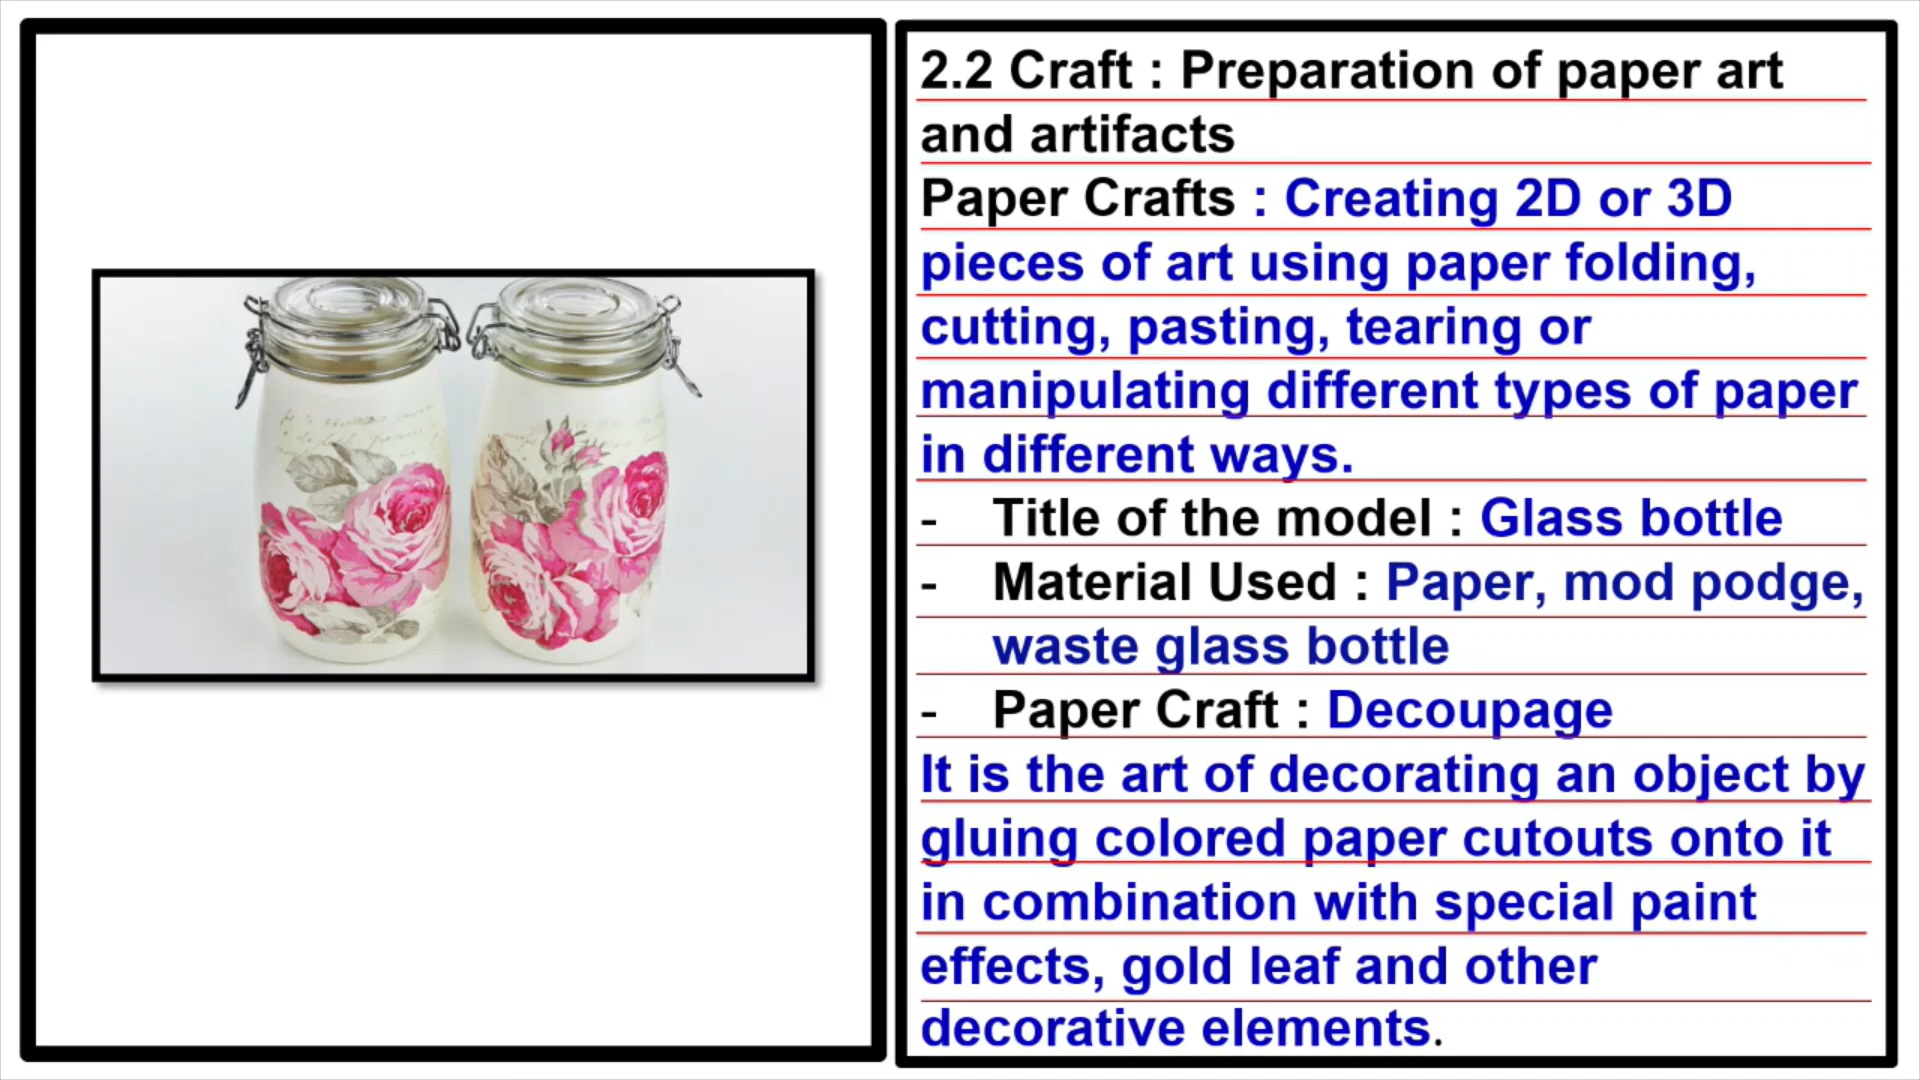 2.2 Craft : Preparation of paper art
and artifacts
Paper Crafts : Creating 2D or 3D
pieces of art using paper folding,
cutting, pasting, tearing or
manipulating different types of paper
in different ways.
- Title of the model : Glass bottle
- Material Used : Paper, mod podge,
waste glass bottle
- Paper Craft : Decoupage
It is the art of decorating an object by
gluing colored paper cutouts onto it
in combination with special paint
effects, gold leaf and other
decorative elements.